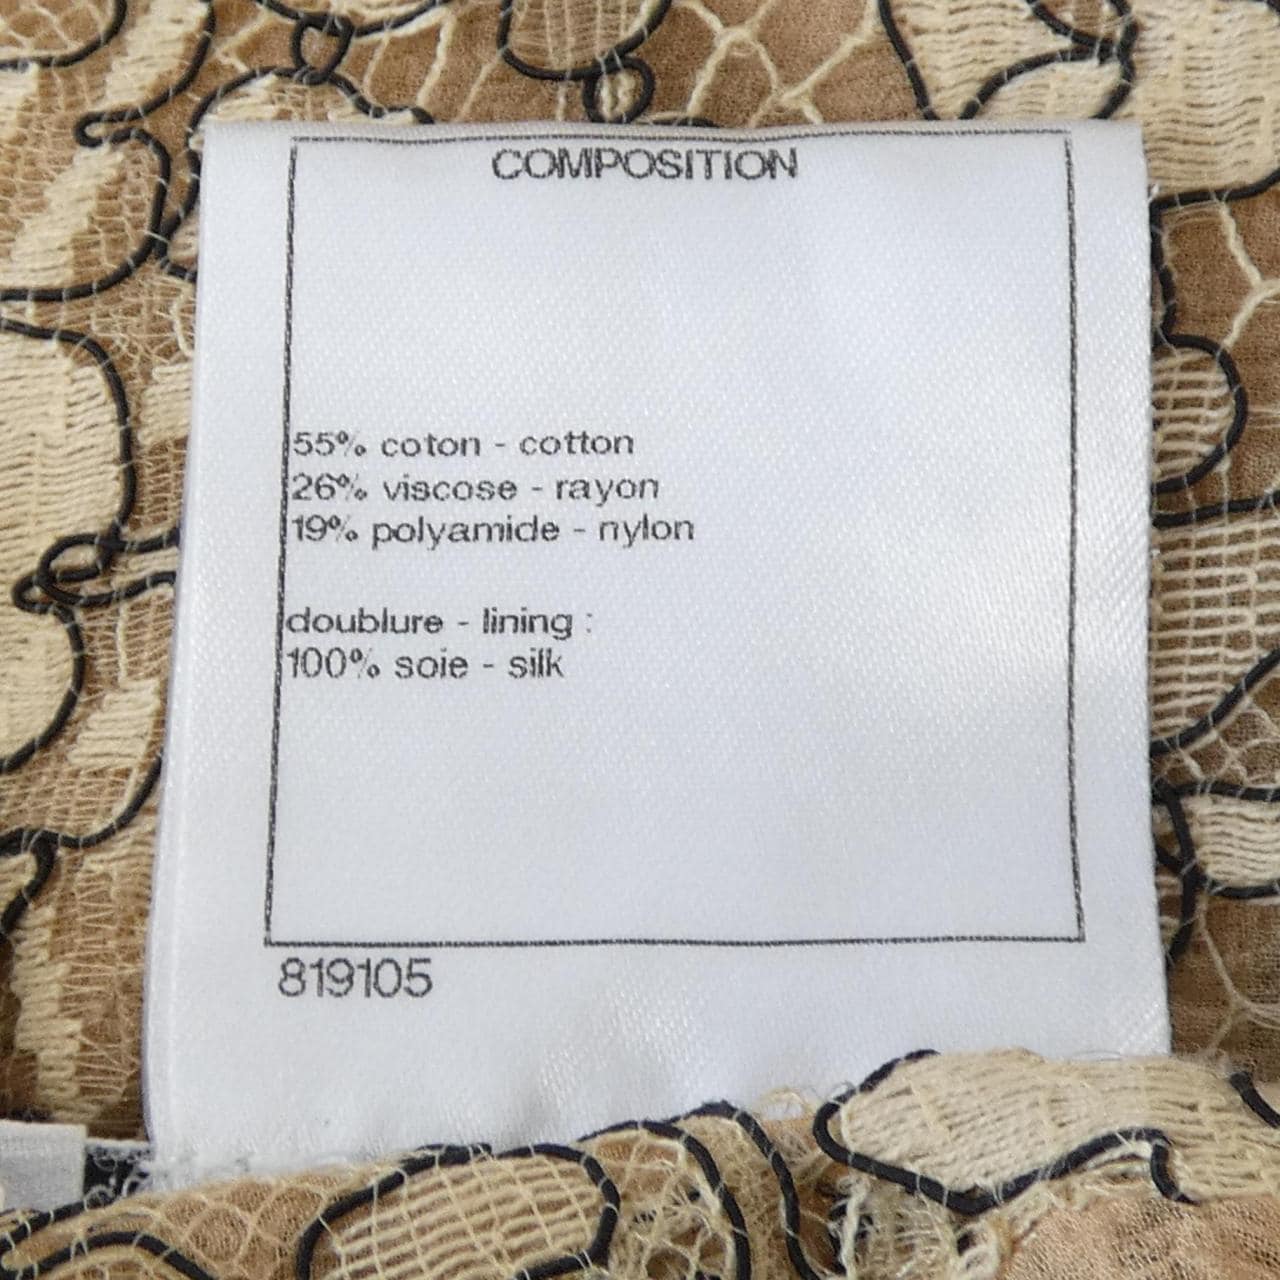 COMPOSITION
55% coton - cotton
26% viscose - rayon
19% polyamide - nylon
doublure - lining :
100% soie - silk
819105